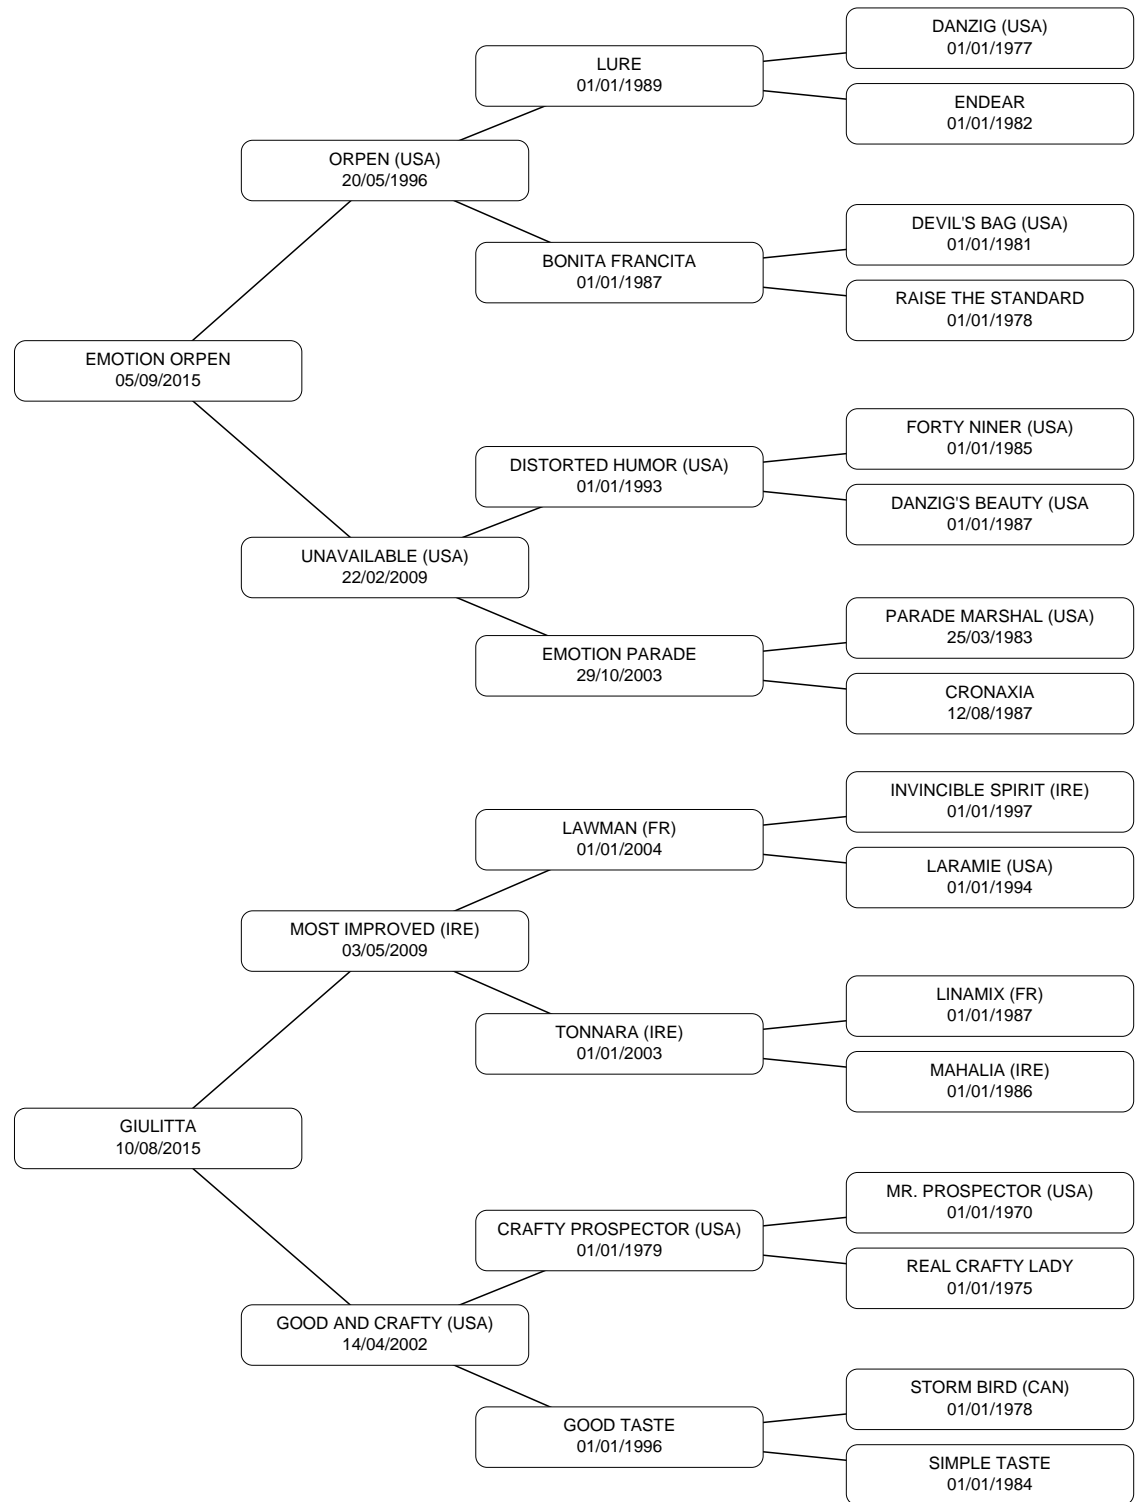 DANZIG (USA)
01/01/1977
LURE
01/01/1989
ENDEAR
01/01/1982
ORPEN (USA)
20/05/1996
DEVIL'S BAG (USA)
01/01/1981
BONITA FRANCITA
01/01/1987
RAISE THE STANDARD
01/01/1978
EMOTION ORPEN
05/09/2015
FORTY NINER (USA)
01/01/1985
DISTORTED HUMOR (USA)
01/01/1993
DANZIG'S BEAUTY (USA
01/01/1987
UNAVAILABLE (USA)
22/02/2009
PARADE MARSHAL (USA)
25/03/1983
EMOTION PARADE
29/10/2003
CRONAXIA
12/08/1987
INVINCIBLE SPIRIT (IRE)
01/01/1997
LAWMAN (FR)
01/01/2004
LARAMIE (USA)
01/01/1994
MOST IMPROVED (IRE)
03/05/2009
LINAMIX (FR)
01/01/1987
TONNARA (IRE)
01/01/2003
MAHALIA (IRE)
01/01/1986
GIULITTA
10/08/2015
MR. PROSPECTOR (USA)
01/01/1970
CRAFTY PROSPECTOR (USA)
01/01/1979
REAL CRAFTY LADY
01/01/1975
GOOD AND CRAFTY (USA)
14/04/2002
STORM BIRD (CAN)
01/01/1978
GOOD TASTE
01/01/1996
SIMPLE TASTE
01/01/1984